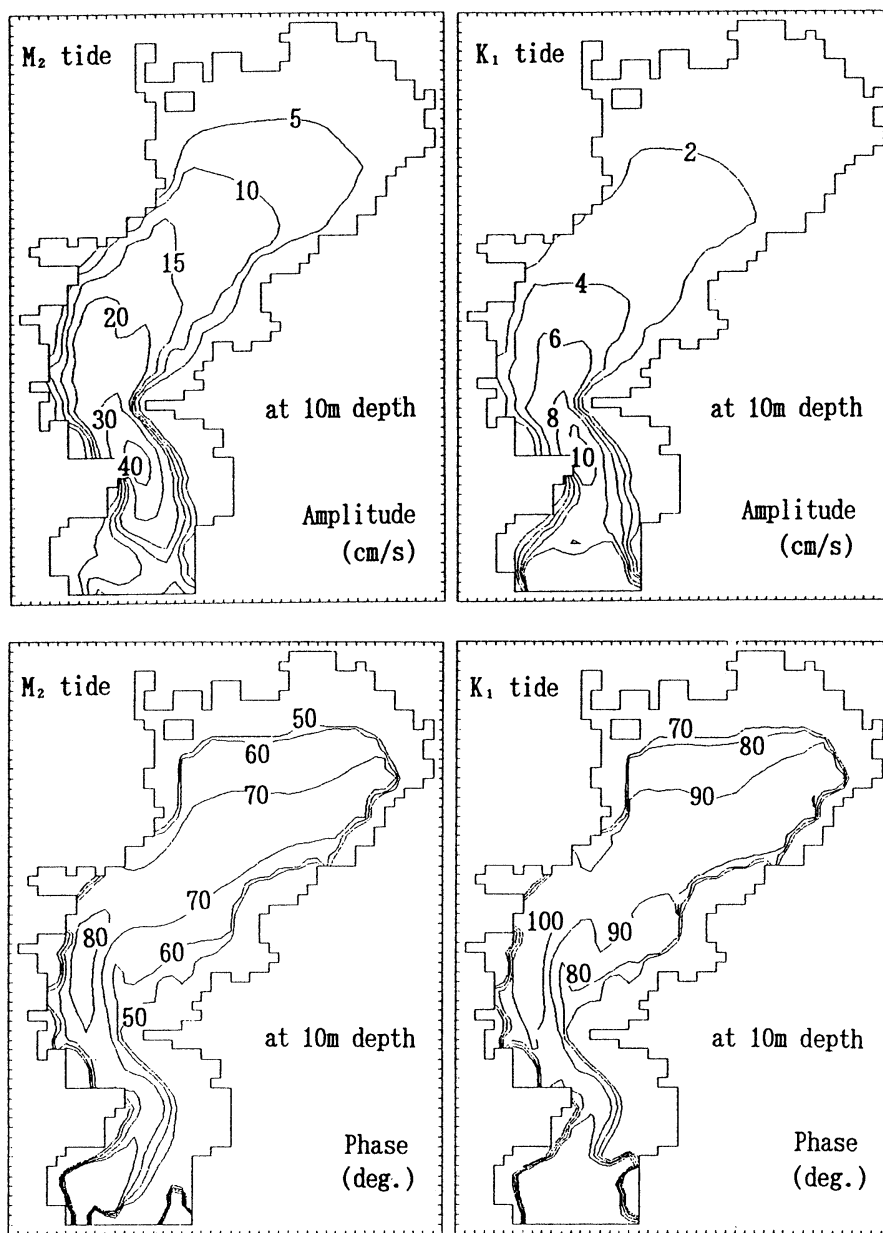 M₂ tide
5
10
15
20
30
40
at 10m depth
Amplitude
(cm/s)
K₁ tide
2
4
6
8
10
at 10m depth
Amplitude
(cm/s)
M₂ tide
50
60
70
70
80
60
50
at 10m depth
Phase
(deg.)
K₁ tide
70
80
90
100
90
80
at 10m depth
Phase
(deg.)